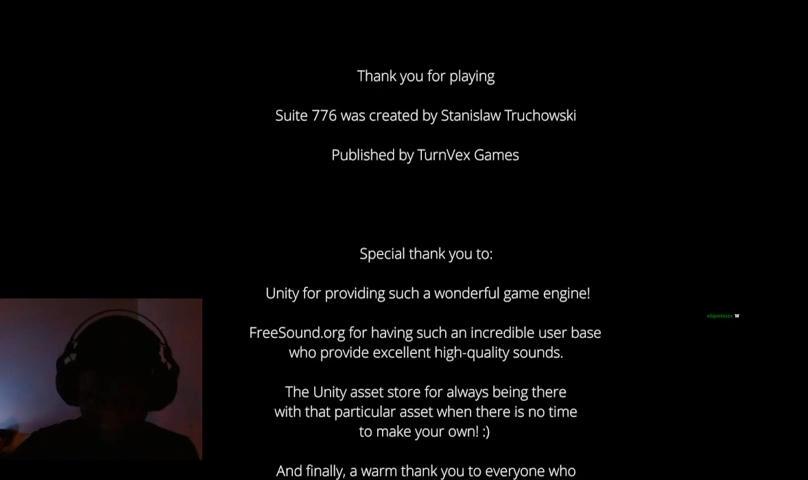 Thank you for playing
Suite 776 was created by Stanislaw Truchowski
Published by TurnVex Games
Special thank you to:
Unity for providing such a wonderful game engine!
FreeSound.org for having such an incredible user base
who provide excellent high-quality sounds.
The Unity asset store for always being there
with that particular asset when there is no time
to make your own! :)
And finally, a warm thank you to everyone who